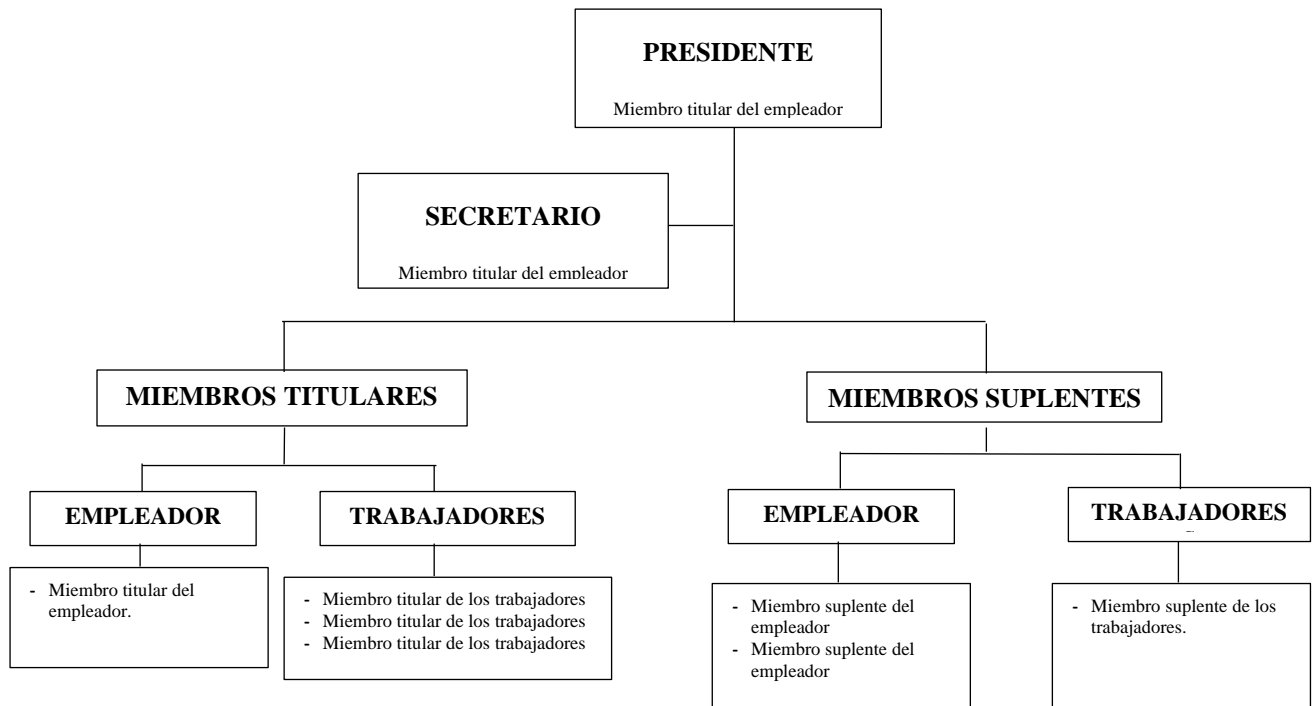 PRESIDENTE
Miembro titular del empleador
SECRETARIO
Miembro titular del empleador
MIEMBROS TITULARES
MIEMBROS SUPLENTES
EMPLEADOR
TRABAJADORES
EMPLEADOR
TRABAJADORES
- Miembro titular del
empleador.
- Miembro titular de los trabajadores
- Miembro titular de los trabajadores
- Miembro titular de los trabajadores
- Miembro suplente del
empleador
- Miembro suplente del
empleador
- Miembro suplente de los
trabajadores.